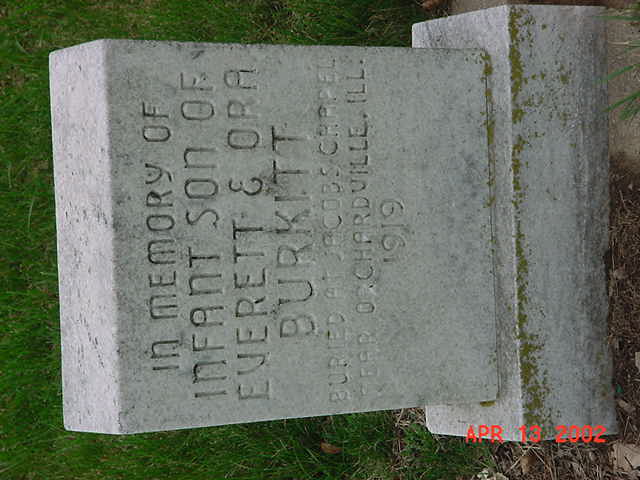 IN MEMORY OF
INFANT SON OF
EVERETT & ORA
BURKITT
BURIED AT JACOBS CHAPEL
NEAR ORCHARDVILLE, ILL.
1919
APR 13 2002